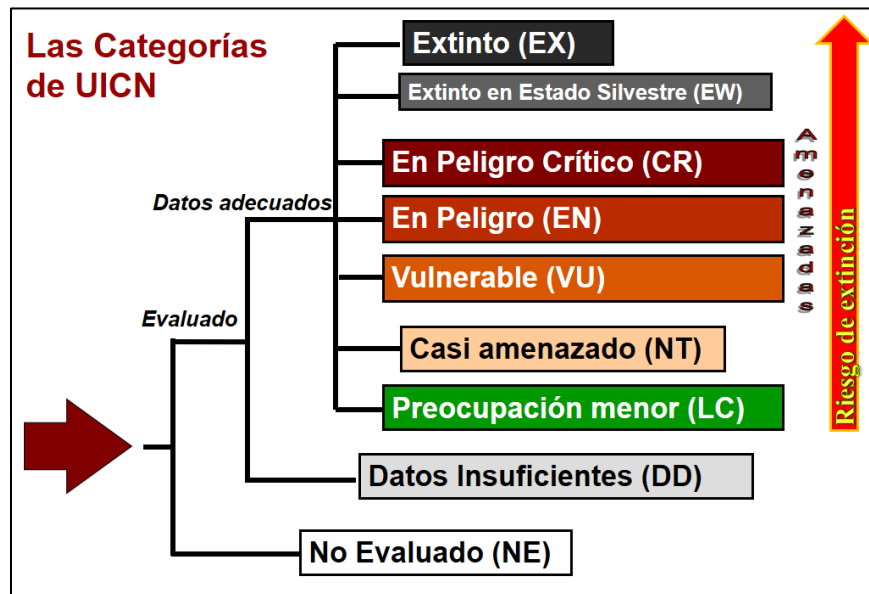 Las Categorías
de UICN
Extinto (EX)
Extinto en Estado Silvestre (EW)
En Peligro Crítico (CR)
Datos adecuados
En Peligro (EN)
Vulnerable (VU)
Evaluado
Casi amenazado (NT)
Preocupación menor (LC)
Datos Insuficientes (DD)
No Evaluado (NE)
Amenazadas
Riesgo de extinción